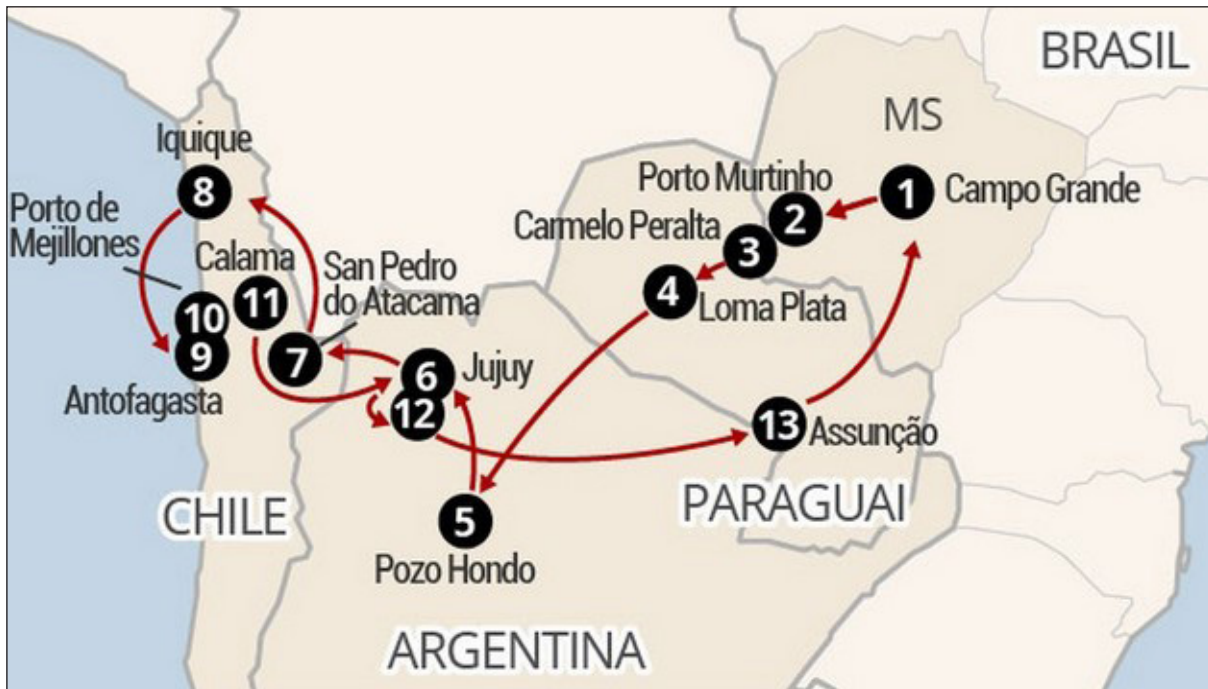 BRASIL
MS
Iquique
8
Porto de
Mejillones
Calama
11
San Pedro
do Atacama
10
9
7
Antofagasta
Porto Murtinho
2
1
Campo Grande
Carmelo Peralta
3
4
Loma Plata
6
Jujuy
12
13
Assunção
CHILE
PARAGUAI
5
Pozo Hondo
ARGENTINA